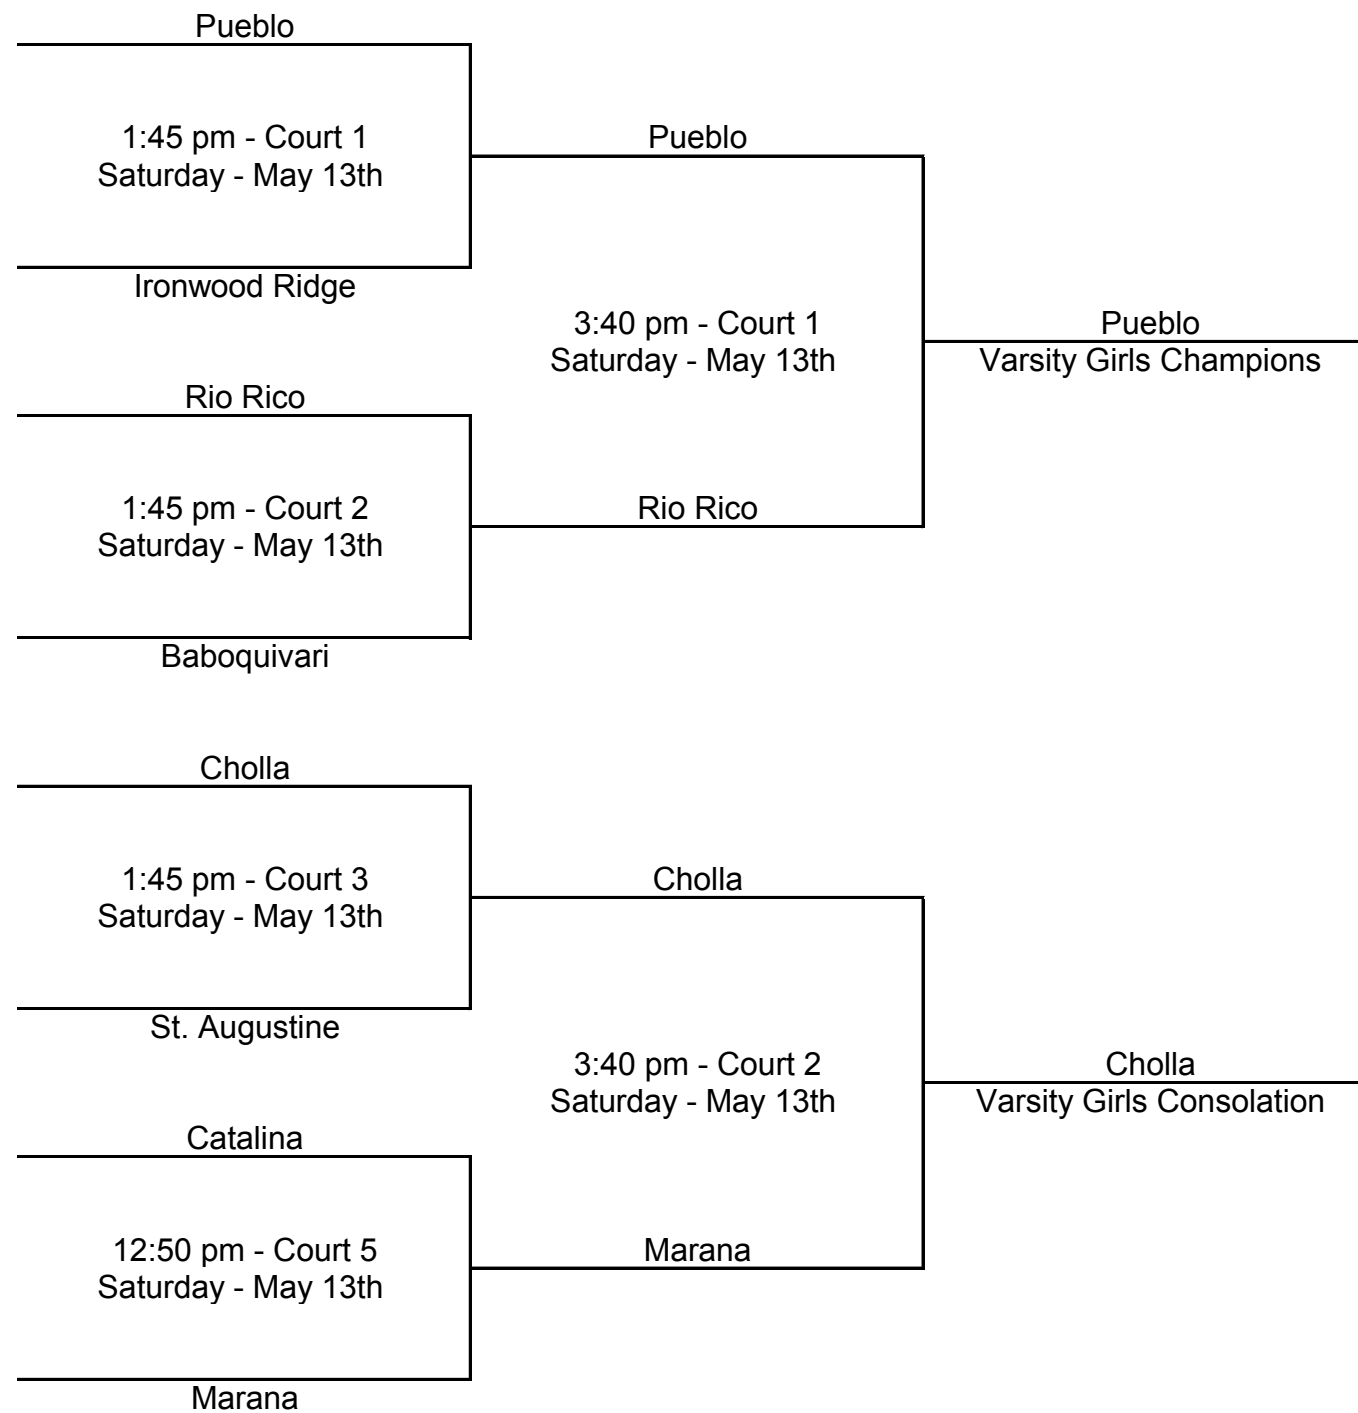 Pueblo
1:45 pm - Court 1
Saturday - May 13th
Pueblo
Ironwood Ridge
3:40 pm - Court 1
Saturday - May 13th
Pueblo
Varsity Girls Champions
Rio Rico
1:45 pm - Court 2
Saturday - May 13th
Rio Rico
Baboquivari
Cholla
1:45 pm - Court 3
Saturday - May 13th
Cholla
St. Augustine
3:40 pm - Court 2
Saturday - May 13th
Cholla
Varsity Girls Consolation
Catalina
12:50 pm - Court 5
Saturday - May 13th
Marana
Marana